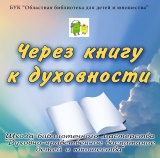 БУК "Областная библиотека для детей и юношества"
Через книгу
к духовности
Школа библиотечного мастерства
Духовно-нравственное воспитание
детей и юношества